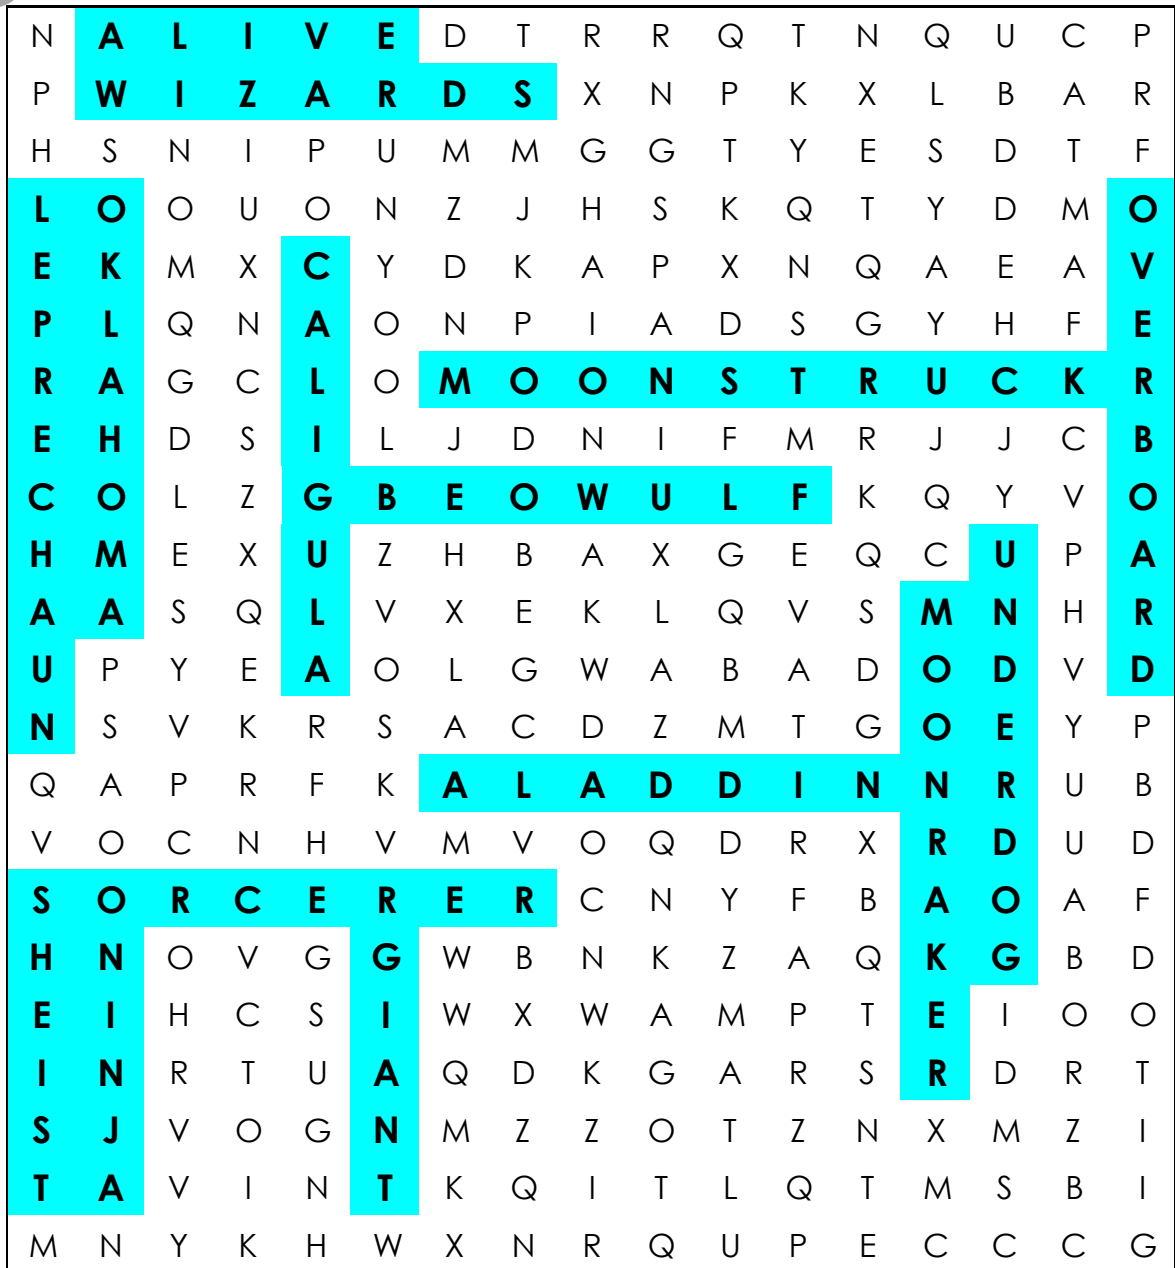 N A L I V E D T R R Q T N Q U C P
P W I Z A R D S X N P K X L B A R
H S N I P U M M G G T Y E S D T F
L O O U O N Z J H S K Q T Y D M O
E K M X C Y D K A P X N Q A E A V
P L Q N A O N P I A D S G Y H F E
R A G C L O M O O N S T R U C K R
E H D S I L J D N I F M R J J C B
C O L Z G B E O W U L F K Q Y V O
H M E X U Z H B A X G E Q C U P A
A A S Q L V X E K L Q V S M N H R
U P Y E A O L G W A B A D O D V D
N S V K R S A C D Z M T G O E Y P
Q A P R F K A L A D D I N N R U B
V O C N H V M V O Q D R X R D U D
S O R C E R E R C N Y F B A O A F
H N O V G G W B N K Z A Q K G B D
E I H C S I W X W A M P T E I O O
I N R T U A Q D K G A R S R D R T
S J V O G N M Z Z O T Z N X M Z I
T A V I N T K Q I T L Q T M S B I
M N Y K H W X N R Q U P E C C C G